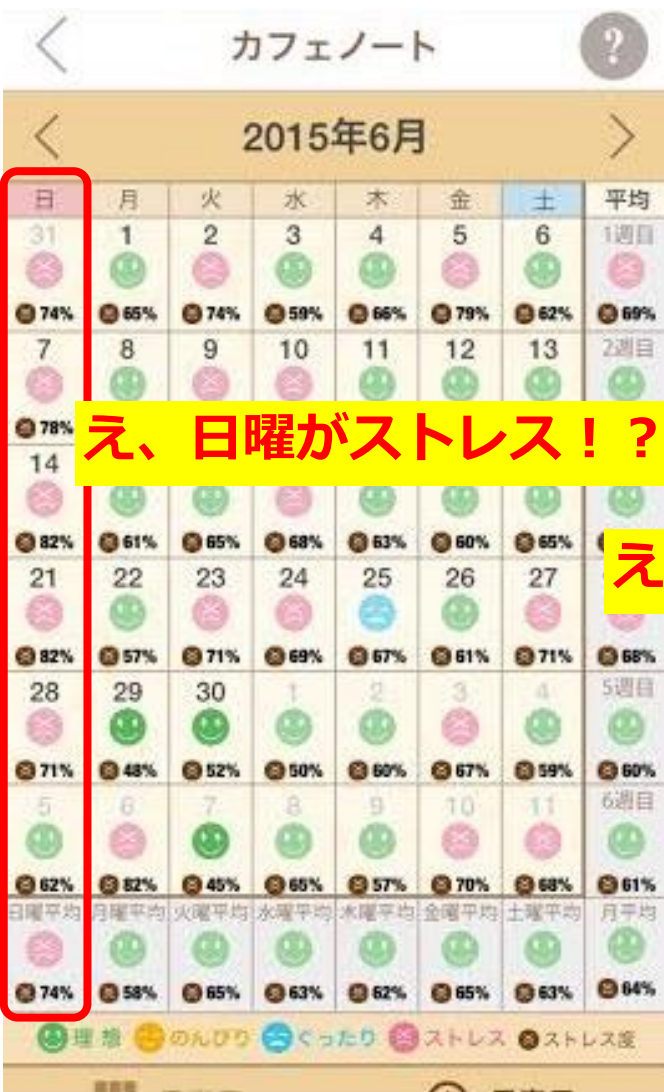 カフェノート ?
2015年6月
日 月 火 水 木 金 土 平均
31 1 2 3 4 5 6 1週目
74% 65% 74% 59% 66% 79% 62% 69%
7 8 9 10 11 12 13 2週目
78%
え、日曜がストレス！？
14
82% 61% 65% 68% 63% 60% 65%
え
21 22 23 24 25 26 27
82% 57% 71% 69% 67% 61% 71% 68%
28 29 30 1 2 3 4 5週目
71% 48% 52% 50% 60% 67% 59% 60%
5 6 7 8 9 10 11 6週目
62% 82% 45% 65% 57% 70% 68% 61%
日曜平均 月曜平均 火曜平均 水曜平均 木曜平均 金曜平均 土曜平均 月平均
74% 58% 65% 63% 62% 65% 63% 64%
理想 のんびり ぐったり ストレス ストレス度